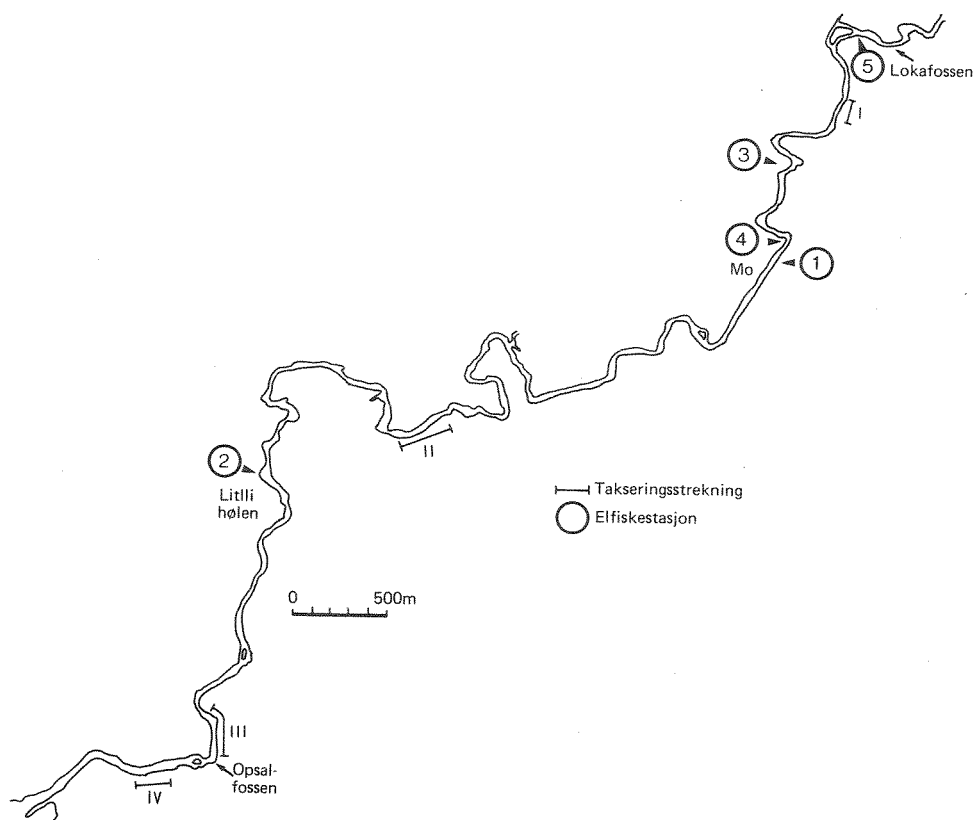 5
Lokafossen
I
3
4
Mo
1
II
2
Litlli
hølen
Takseringsstrekning
Elfiskestasjon
0 500m
III
Opsal-
fossen
IV